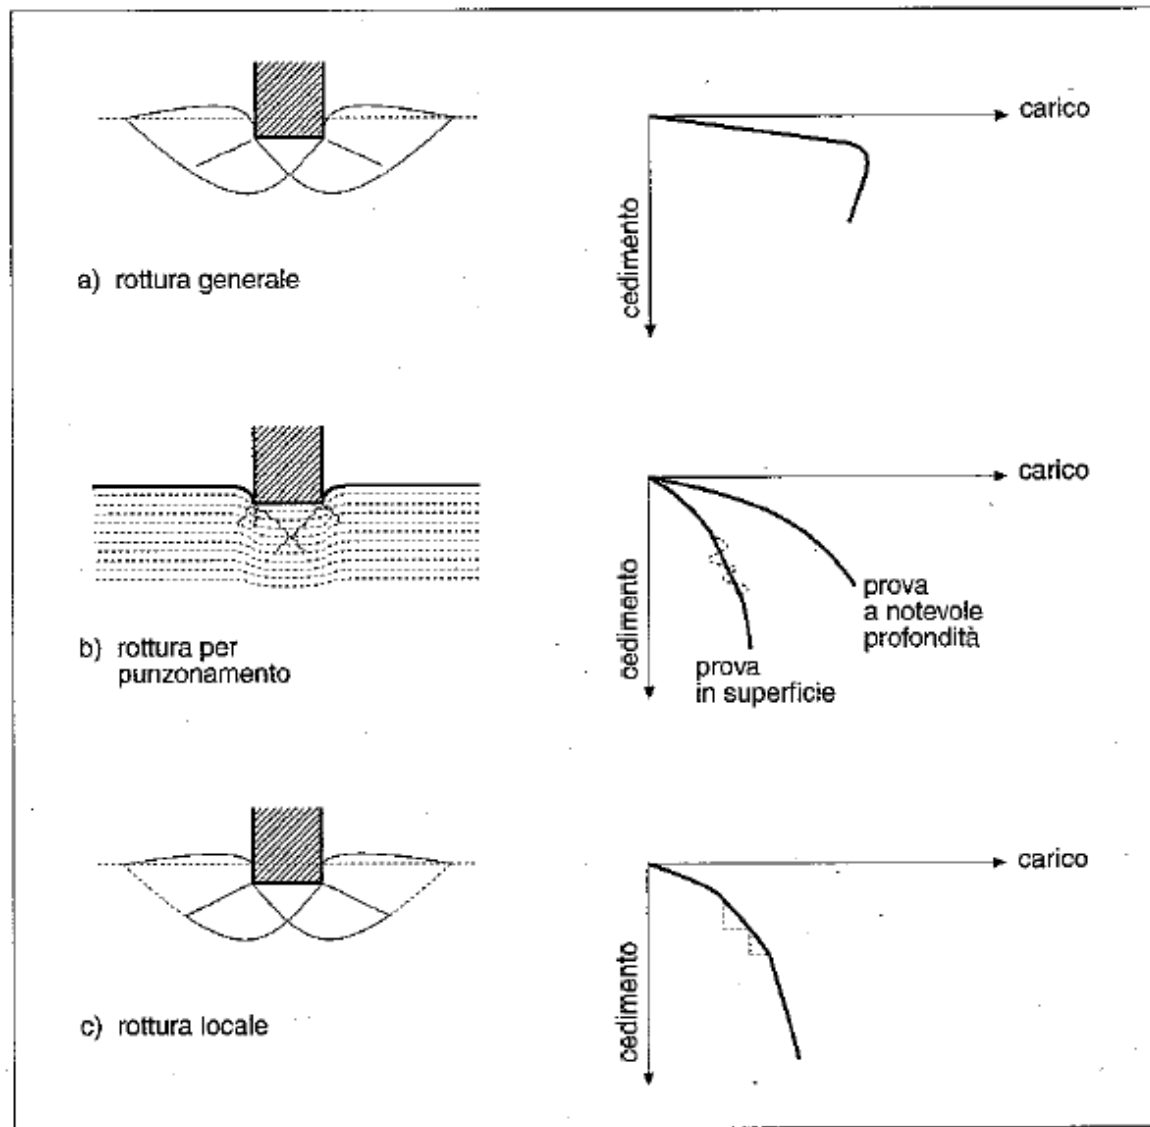 carico
cedimento
a) rottura generale
carico
cedimento
prova
a notevole
profondità
prova
in superficie
b) rottura per
punzonamento
carico
cedimento
c) rottura locale